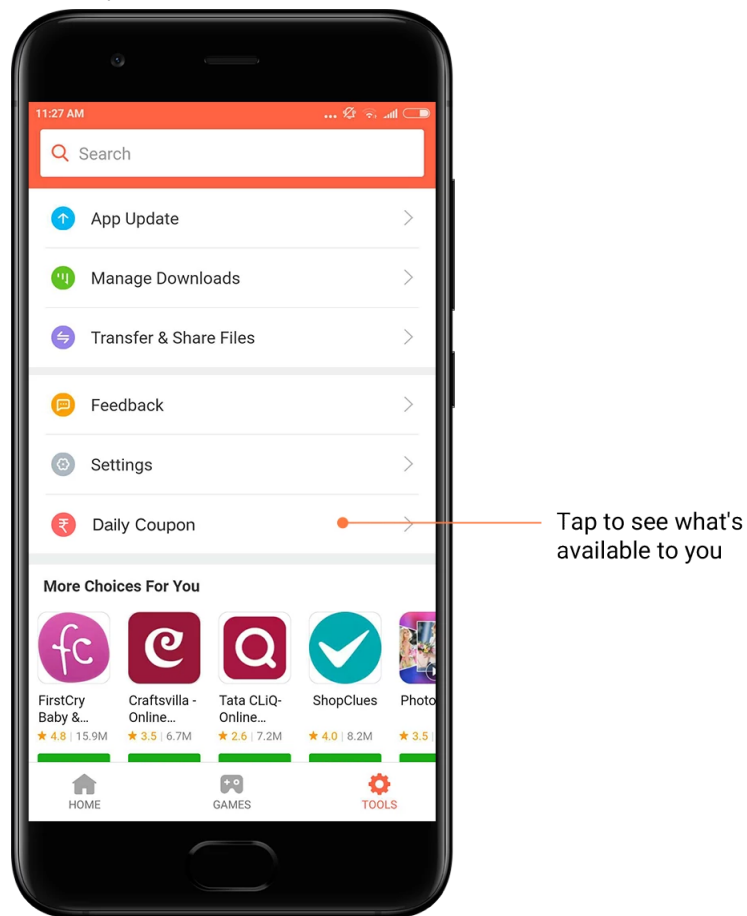 11:27 AM
Search
App Update
Manage Downloads
Transfer & Share Files
Feedback
Settings
Daily Coupon
Tap to see what's
available to you
More Choices For You
fc
FirstCry
Baby &...
4.8 | 15.9M
Craftsvilla -
Online...
3.5 | 6.7M
Tata CLiQ-
Online...
2.6 | 7.2M
ShopClues
4.0 | 8.2M
Photo
3.5 |
HOME
GAMES
TOOLS